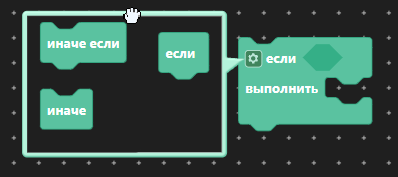 иначе если
если
иначе
если
выполнить